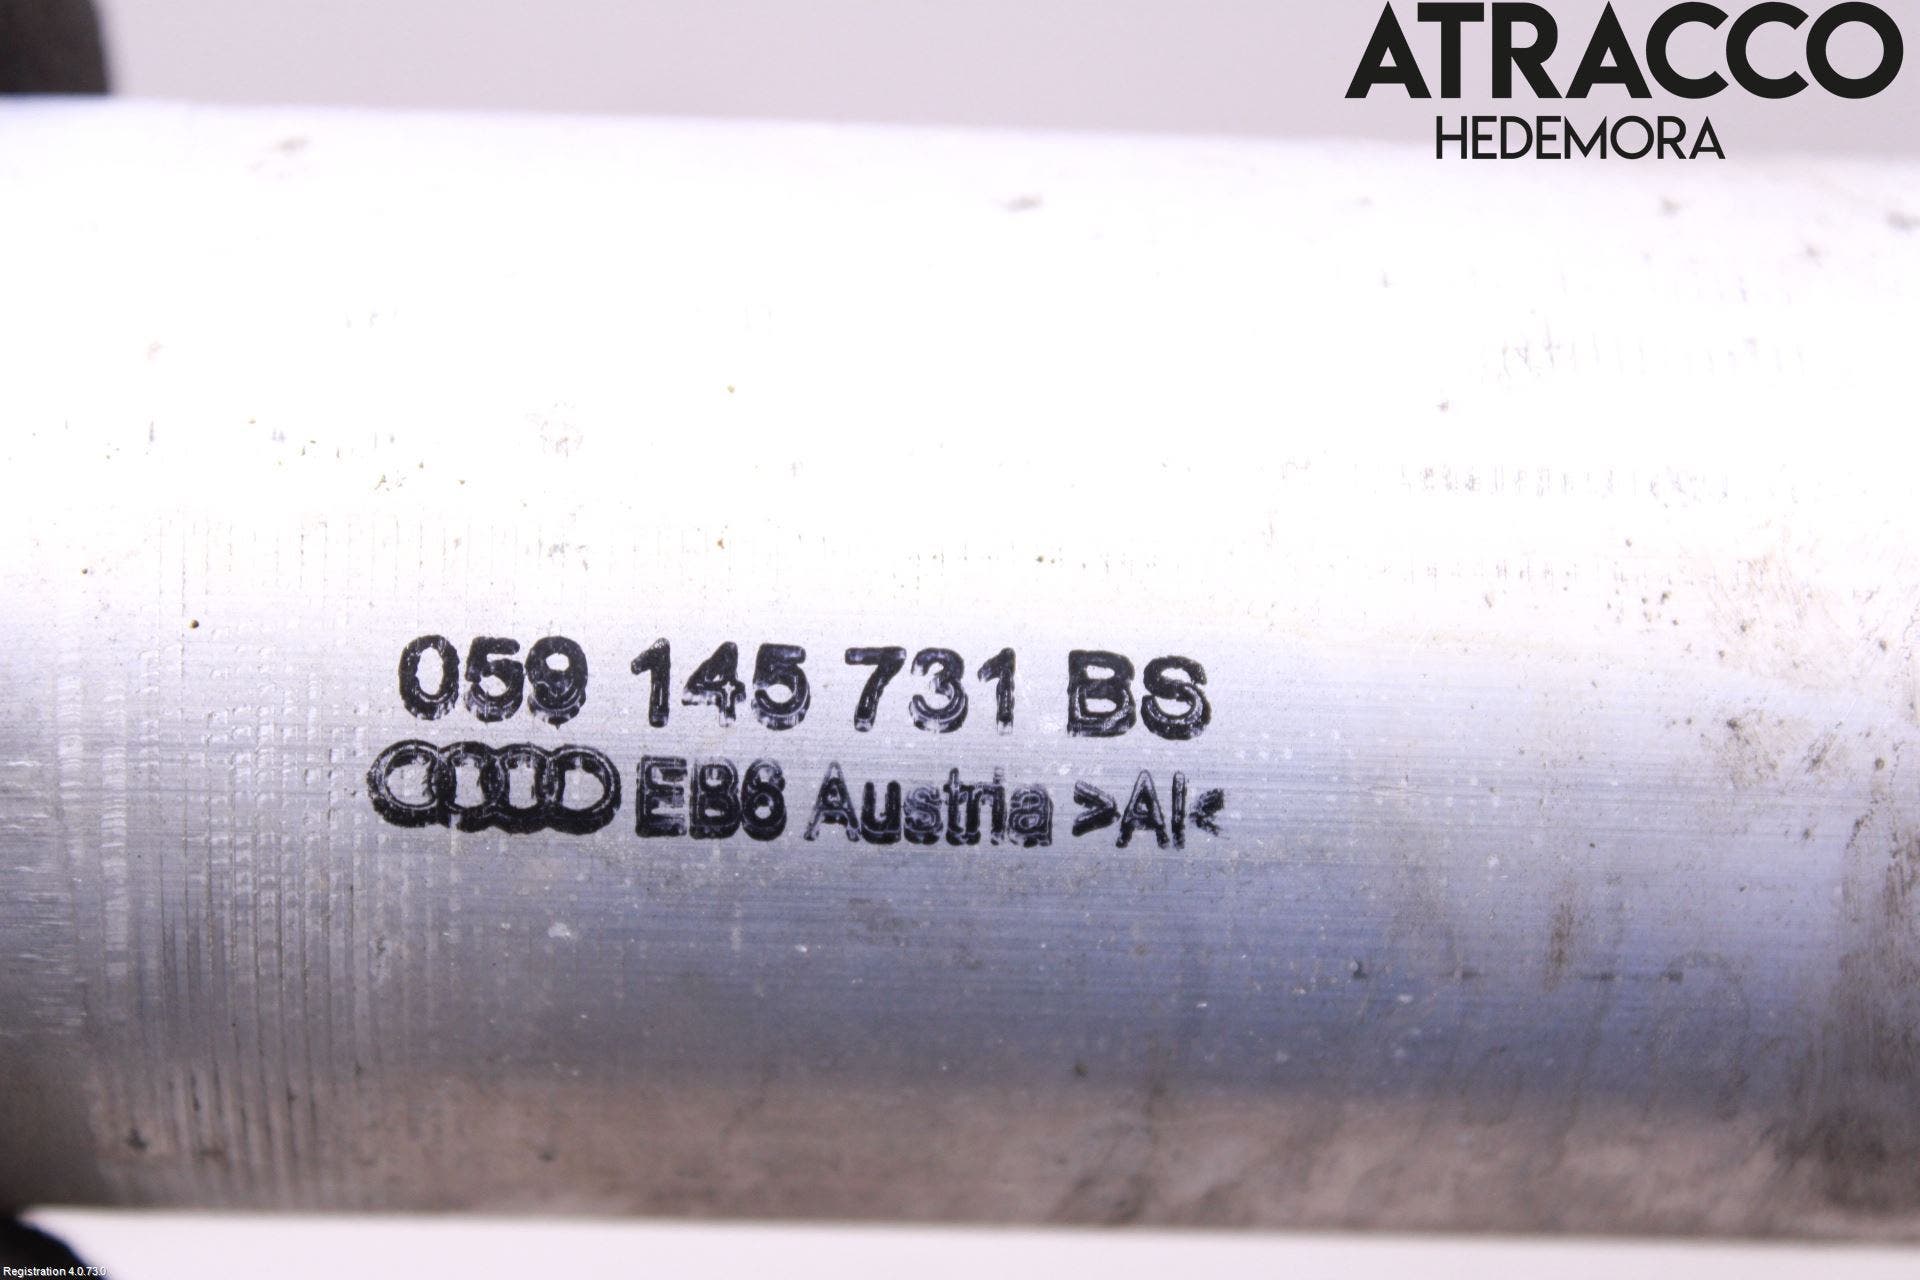 ATRACCO
HEDEMORA
059 145 731 BS
EB6 Austria >Al<
Registration 4.0.73.0